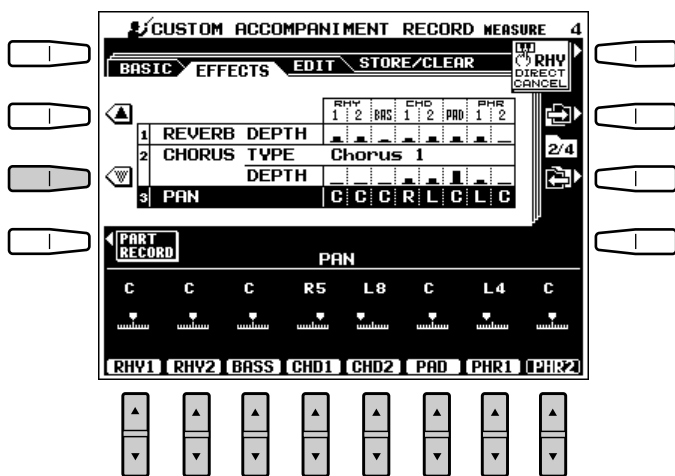 CUSTOM ACCOMPANIMENT RECORD MEASURE 4
BASIC EFFECTS EDIT STORE/CLEAR
RHY
DIRECT
CANCEL
RHY CHD PHR
1 2 BAS 1 2 PAD 1 2
1 REVERB DEPTH
2 CHORUS TYPE Chorus 1
2/4
DEPTH
3 PAN C C C R L C L C
PART
RECORD
PAN
C C C R5 L8 C L4 C
RHY1 RHY2 BASS CHD1 CHD2 PAD PHR1 PHR2